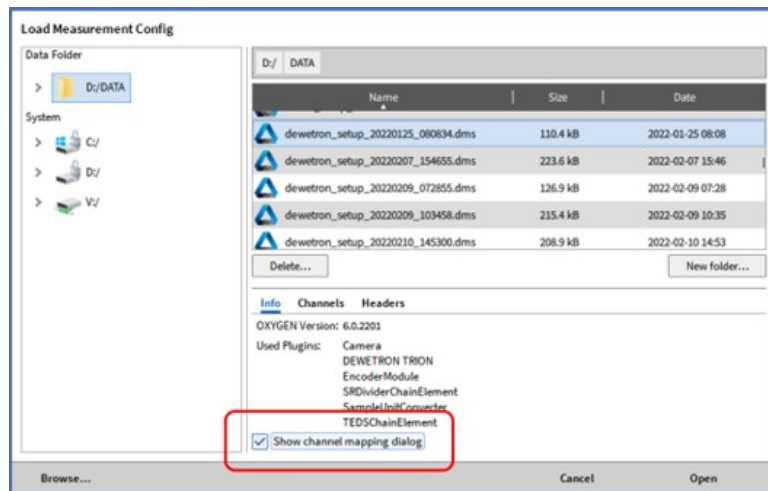 Load Measurement Config
Data Folder
D:/DATA
System
C:/
D:/
V:/
D:/ DATA
Name Size Date
dewetron_setup_20220125_080834.dms 110.4 kB 2022-01-25 08:08
dewetron_setup_20220207_154655.dms 223.6 kB 2022-02-07 15:46
dewetron_setup_20220209_072855.dms 126.9 kB 2022-02-09 07:28
dewetron_setup_20220209_103458.dms 215.4 kB 2022-02-09 10:35
dewetron_setup_20220210_145300.dms 208.9 kB 2022-02-10 14:53
Delete... New folder...
Info Channels Headers
OXYGEN Version: 6.0.2201
Used Plugins: Camera
DEWETRON TRION
EncoderModule
SRDividerChainElement
SampleUnitConverter
TEDSChainElement
Show channel mapping dialog
Browse... Cancel Open